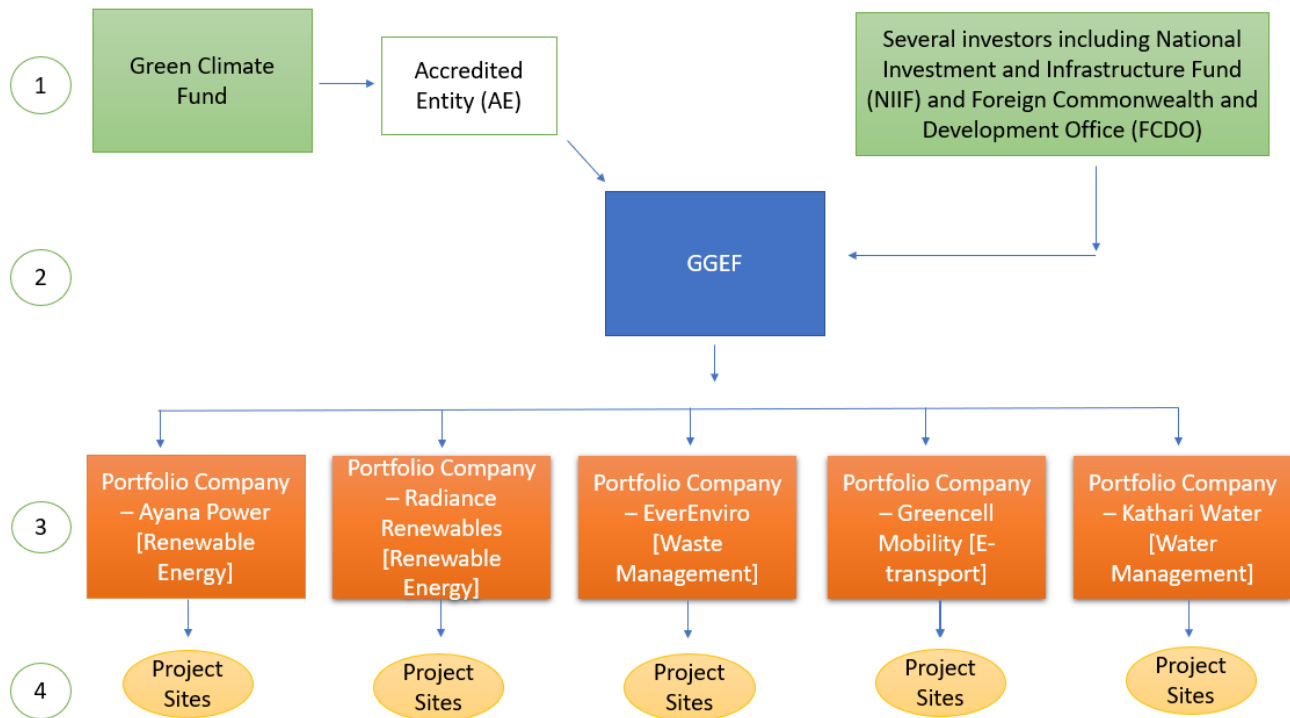 1
Green Climate
Fund
Accredited
Entity (AE)
Several investors including National
Investment and Infrastructure Fund
(NIIF) and Foreign Commonwealth and
Development Office (FCDO)
2
GGEF
3
Portfolio Company
– Ayana Power
[Renewable
Energy]
Portfolio Company
– Radiance
Renewables
[Renewable
Energy]
Portfolio Company
– EverEnviro
[Waste
Management]
Portfolio Company
– Greencell
Mobility [E-
transport]
Portfolio Company
– Kathari Water
[Water
Management]
4
Project
Sites
Project
Sites
Project
Sites
Project
Sites
Project
Sites